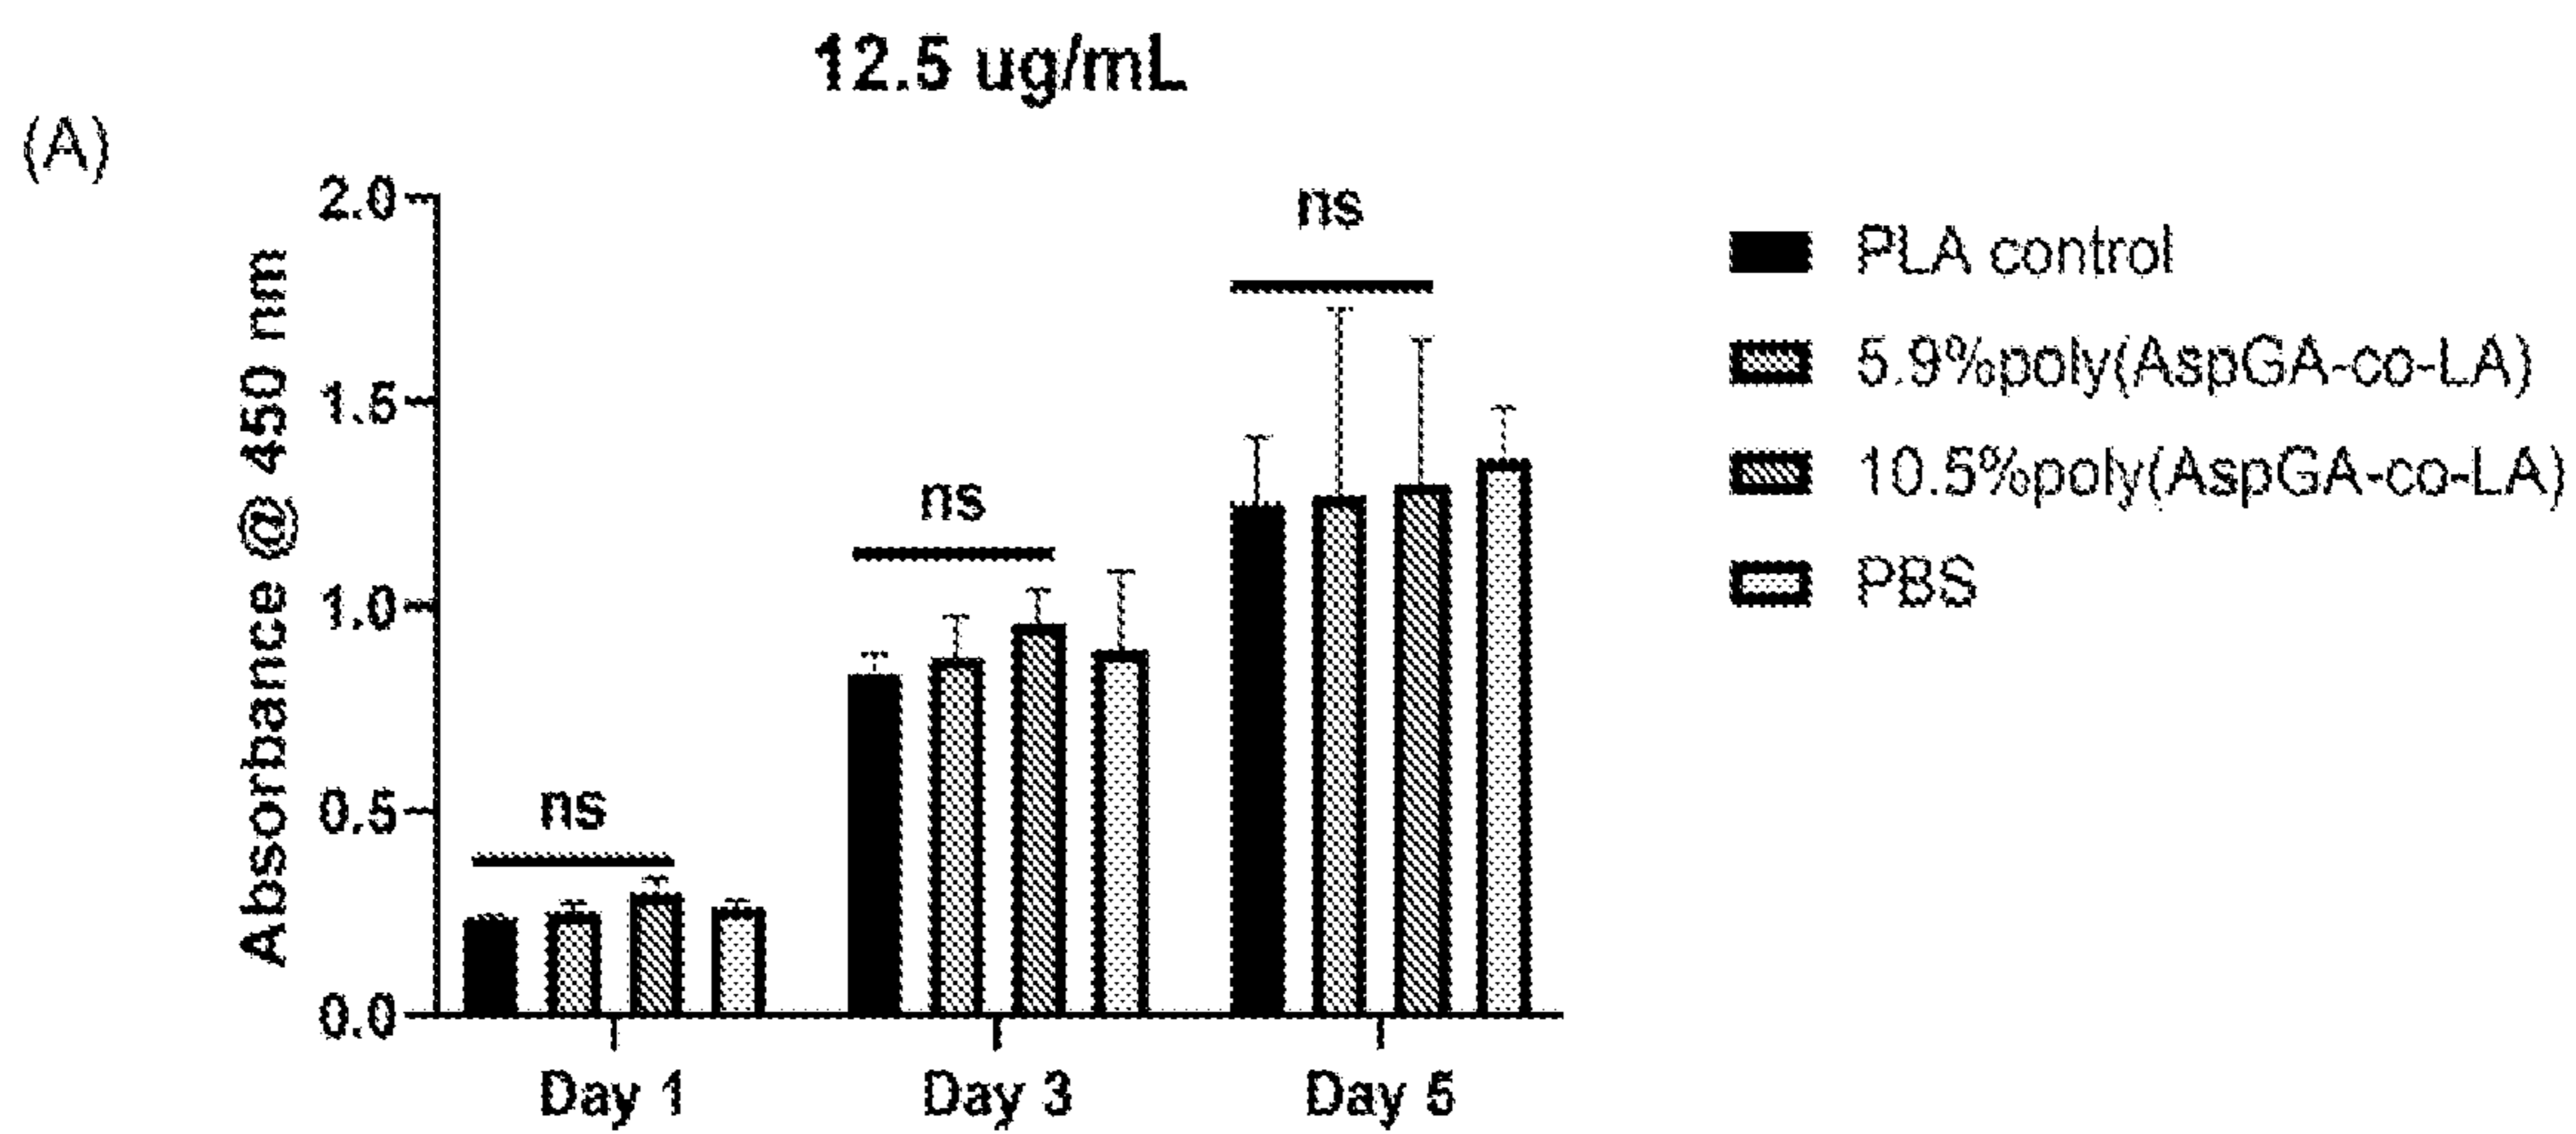 12.5 ug/mL
(A)
Absorbance @ 450 nm
2.0
1.5
1.0
0.5
0.0
ns
ns
ns
Day 1
Day 3
Day 5
PLA control
5.9%poly(AspGA-co-LA)
10.5%poly(AspGA-co-LA)
PBS